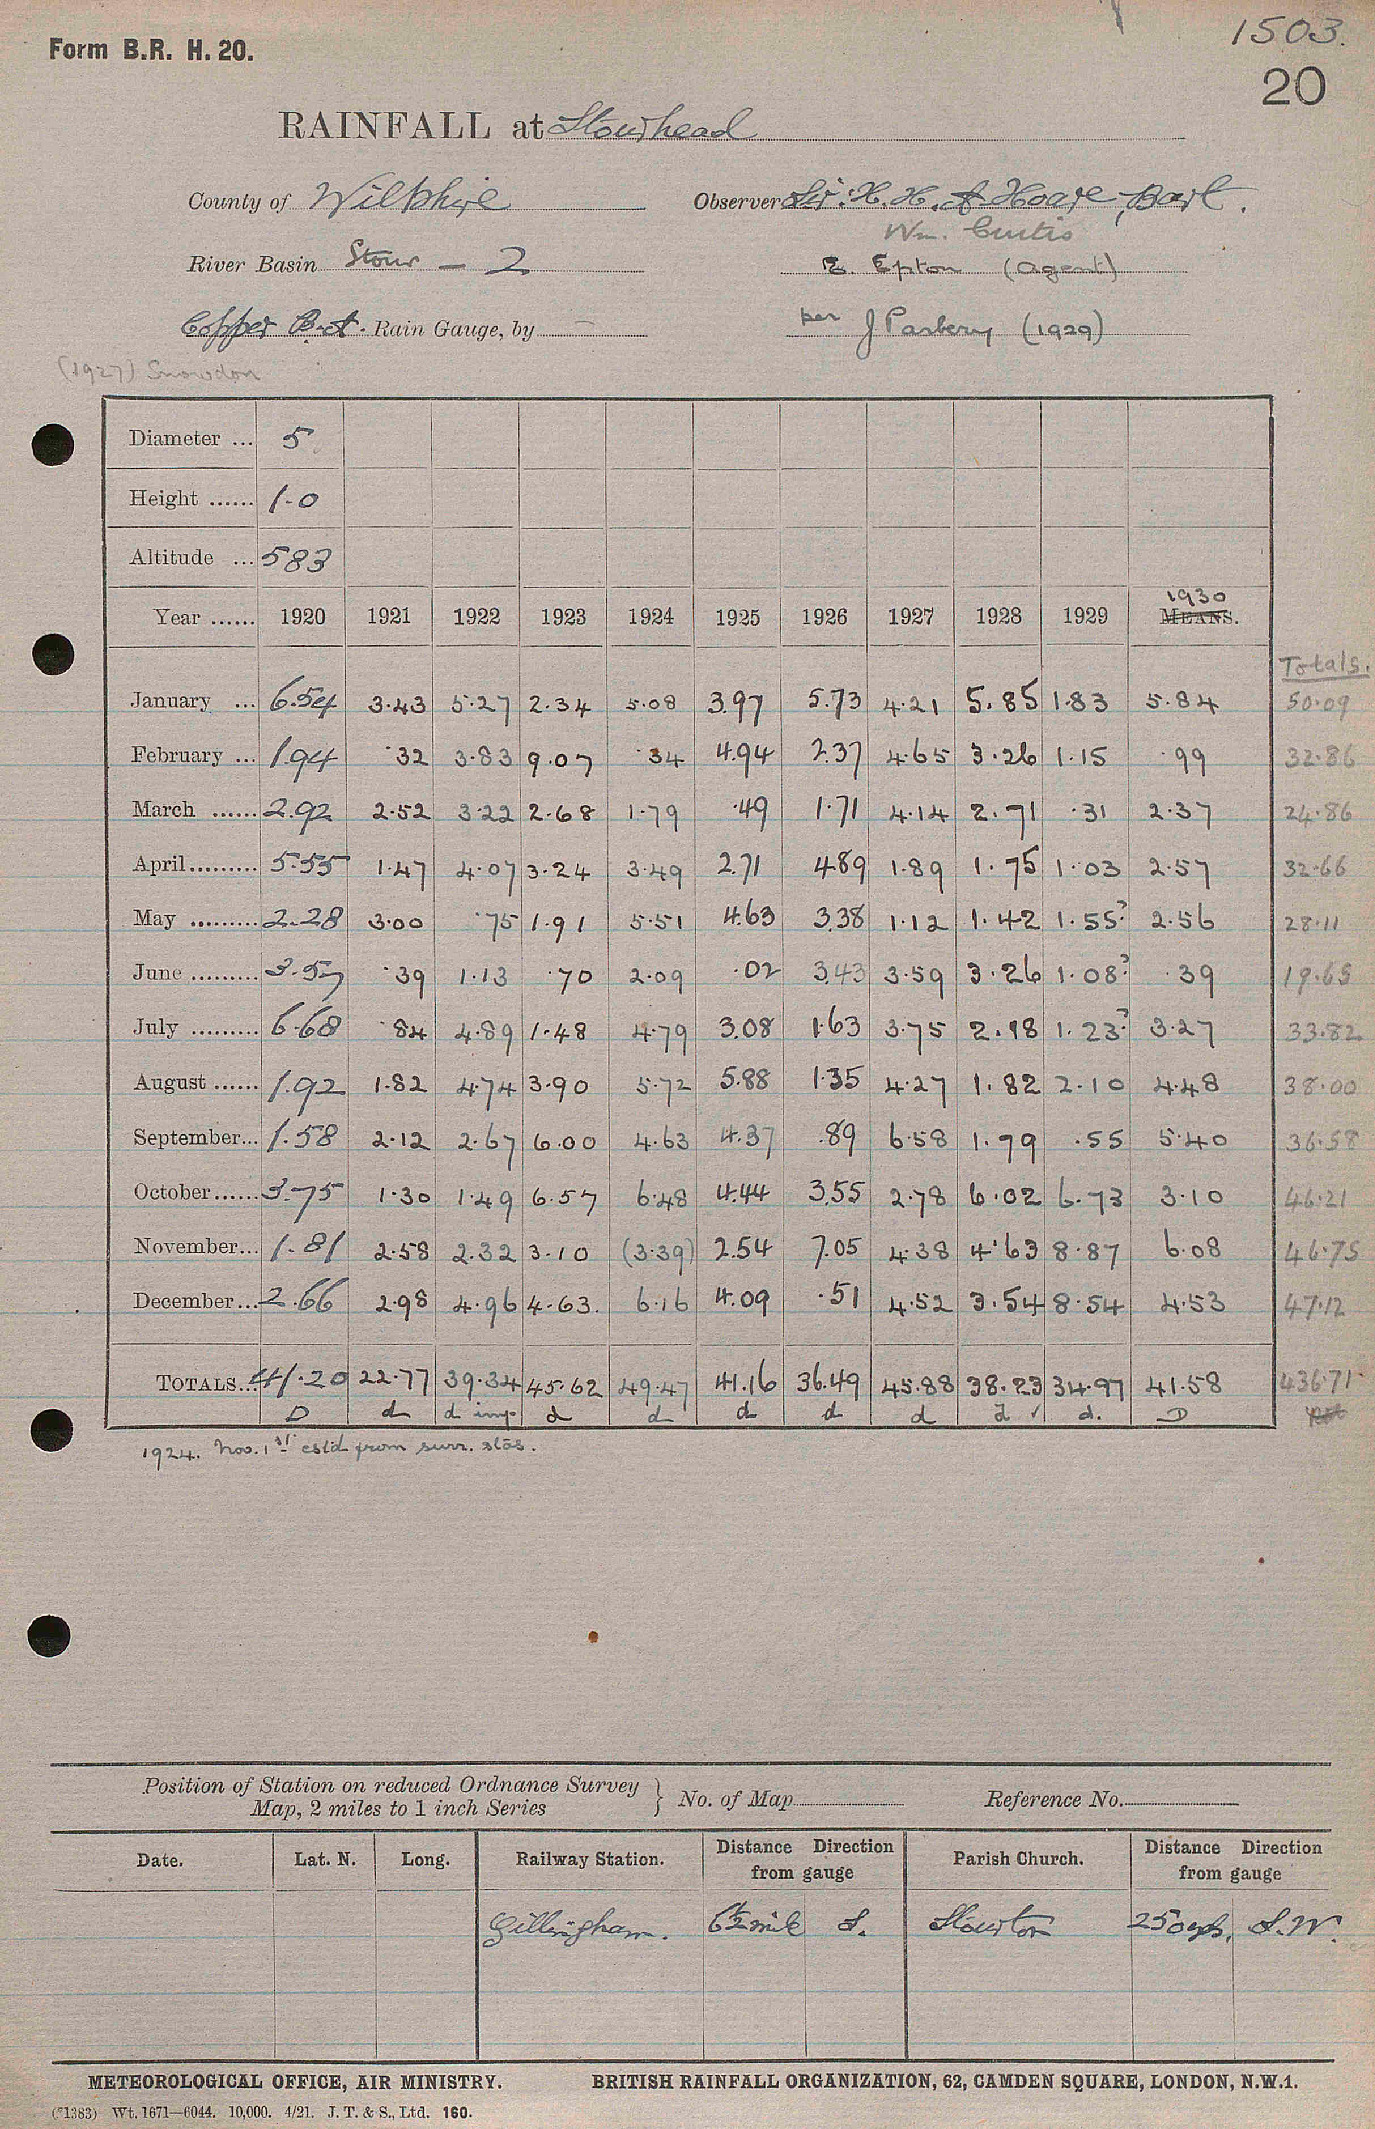 1503.
Form B.R. H. 20.
20
RAINFALL at Stourhead
County of Wiltshire Observer Sir. H. H. A Hoare, Bart.
Wm. Curtis
River Basin Stour - 2 E Epton (agent)
Copper Rain Gauge, by —
per J Parbery (1929)
(1927) Snowdon
Diameter ... 5
Height ...... 1-0
Altitude ... 583
Year ...... 1920 1921 1922 1923 1924 1925 1926 1927 1928 1929 1930 MEANS.
Totals.
January ... 6.54 3.43 5.27 2.34 5.08 3.97 5.73 4.21 5.85 1.83 5.84 50.09
February ... 1.94 .32 3.83 9.07 .34 4.94 2.37 4.65 3.26 1.15 .99 32.86
March ...... 2.92 2.52 3.22 2.68 1.79 .49 1.71 4.14 2.71 .31 2.37 24.86
April......... 5.55 1.47 4.07 3.24 3.49 2.71 4.89 1.89 1.75 1.03 2.57 32.66
May ......... 2.28 3.00 .75 1.91 5.51 4.63 3.38 1.12 1.42 1.55? 2.56 28.11
June ......... 3.57 .39 1.13 .70 2.09 .02 3.43 3.59 3.26 1.08? .39 19.65
July ......... 6.68 .84 4.89 1.48 4.79 3.08 1.63 3.75 2.18 1.23? 3.27 33.82
August ...... 1.92 1.82 4.74 3.90 5.72 5.88 1.35 4.27 1.82 2.10 4.48 38.00
September... 1.58 2.12 2.67 6.00 4.63 4.37 .89 6.58 1.79 .55 5.40 36.58
October...... 3.75 1.30 1.49 6.57 6.48 4.44 3.55 2.78 6.02 6.73 3.10 46.21
November... 1.81 2.58 2.32 3.10 (3.39) 2.54 7.05 4.38 4.63 8.87 6.08 46.75
December... 2.66 2.98 4.96 4.63. 6.16 4.09 .51 4.52 3.54 8.54 4.53 47.12
TOTALS... 41.20 22.77 39.34 45.62 49.47 41.16 36.49 45.88 38.23 34.97 41.58 436.71
D d d imp d d d d d d ✓ d. D
1924. Nov. 1st estd from surr. stns.
Position of Station on reduced Ordnance Survey
Map, 2 miles to 1 inch Series } No. of Map Reference No.
Date. Lat. N. Long. Railway Station. Distance Direction from gauge Parish Church. Distance Direction from gauge
Gillingham. 6½ mile S. Stourton 250 yds. S.W.
METEOROLOGICAL OFFICE, AIR MINISTRY. BRITISH RAINFALL ORGANIZATION, 62, CAMDEN SQUARE, LONDON, N.W.1.
(*1383) Wt. 1671—6044. 10,000. 4/21. J. T. & S., Ltd. 160.